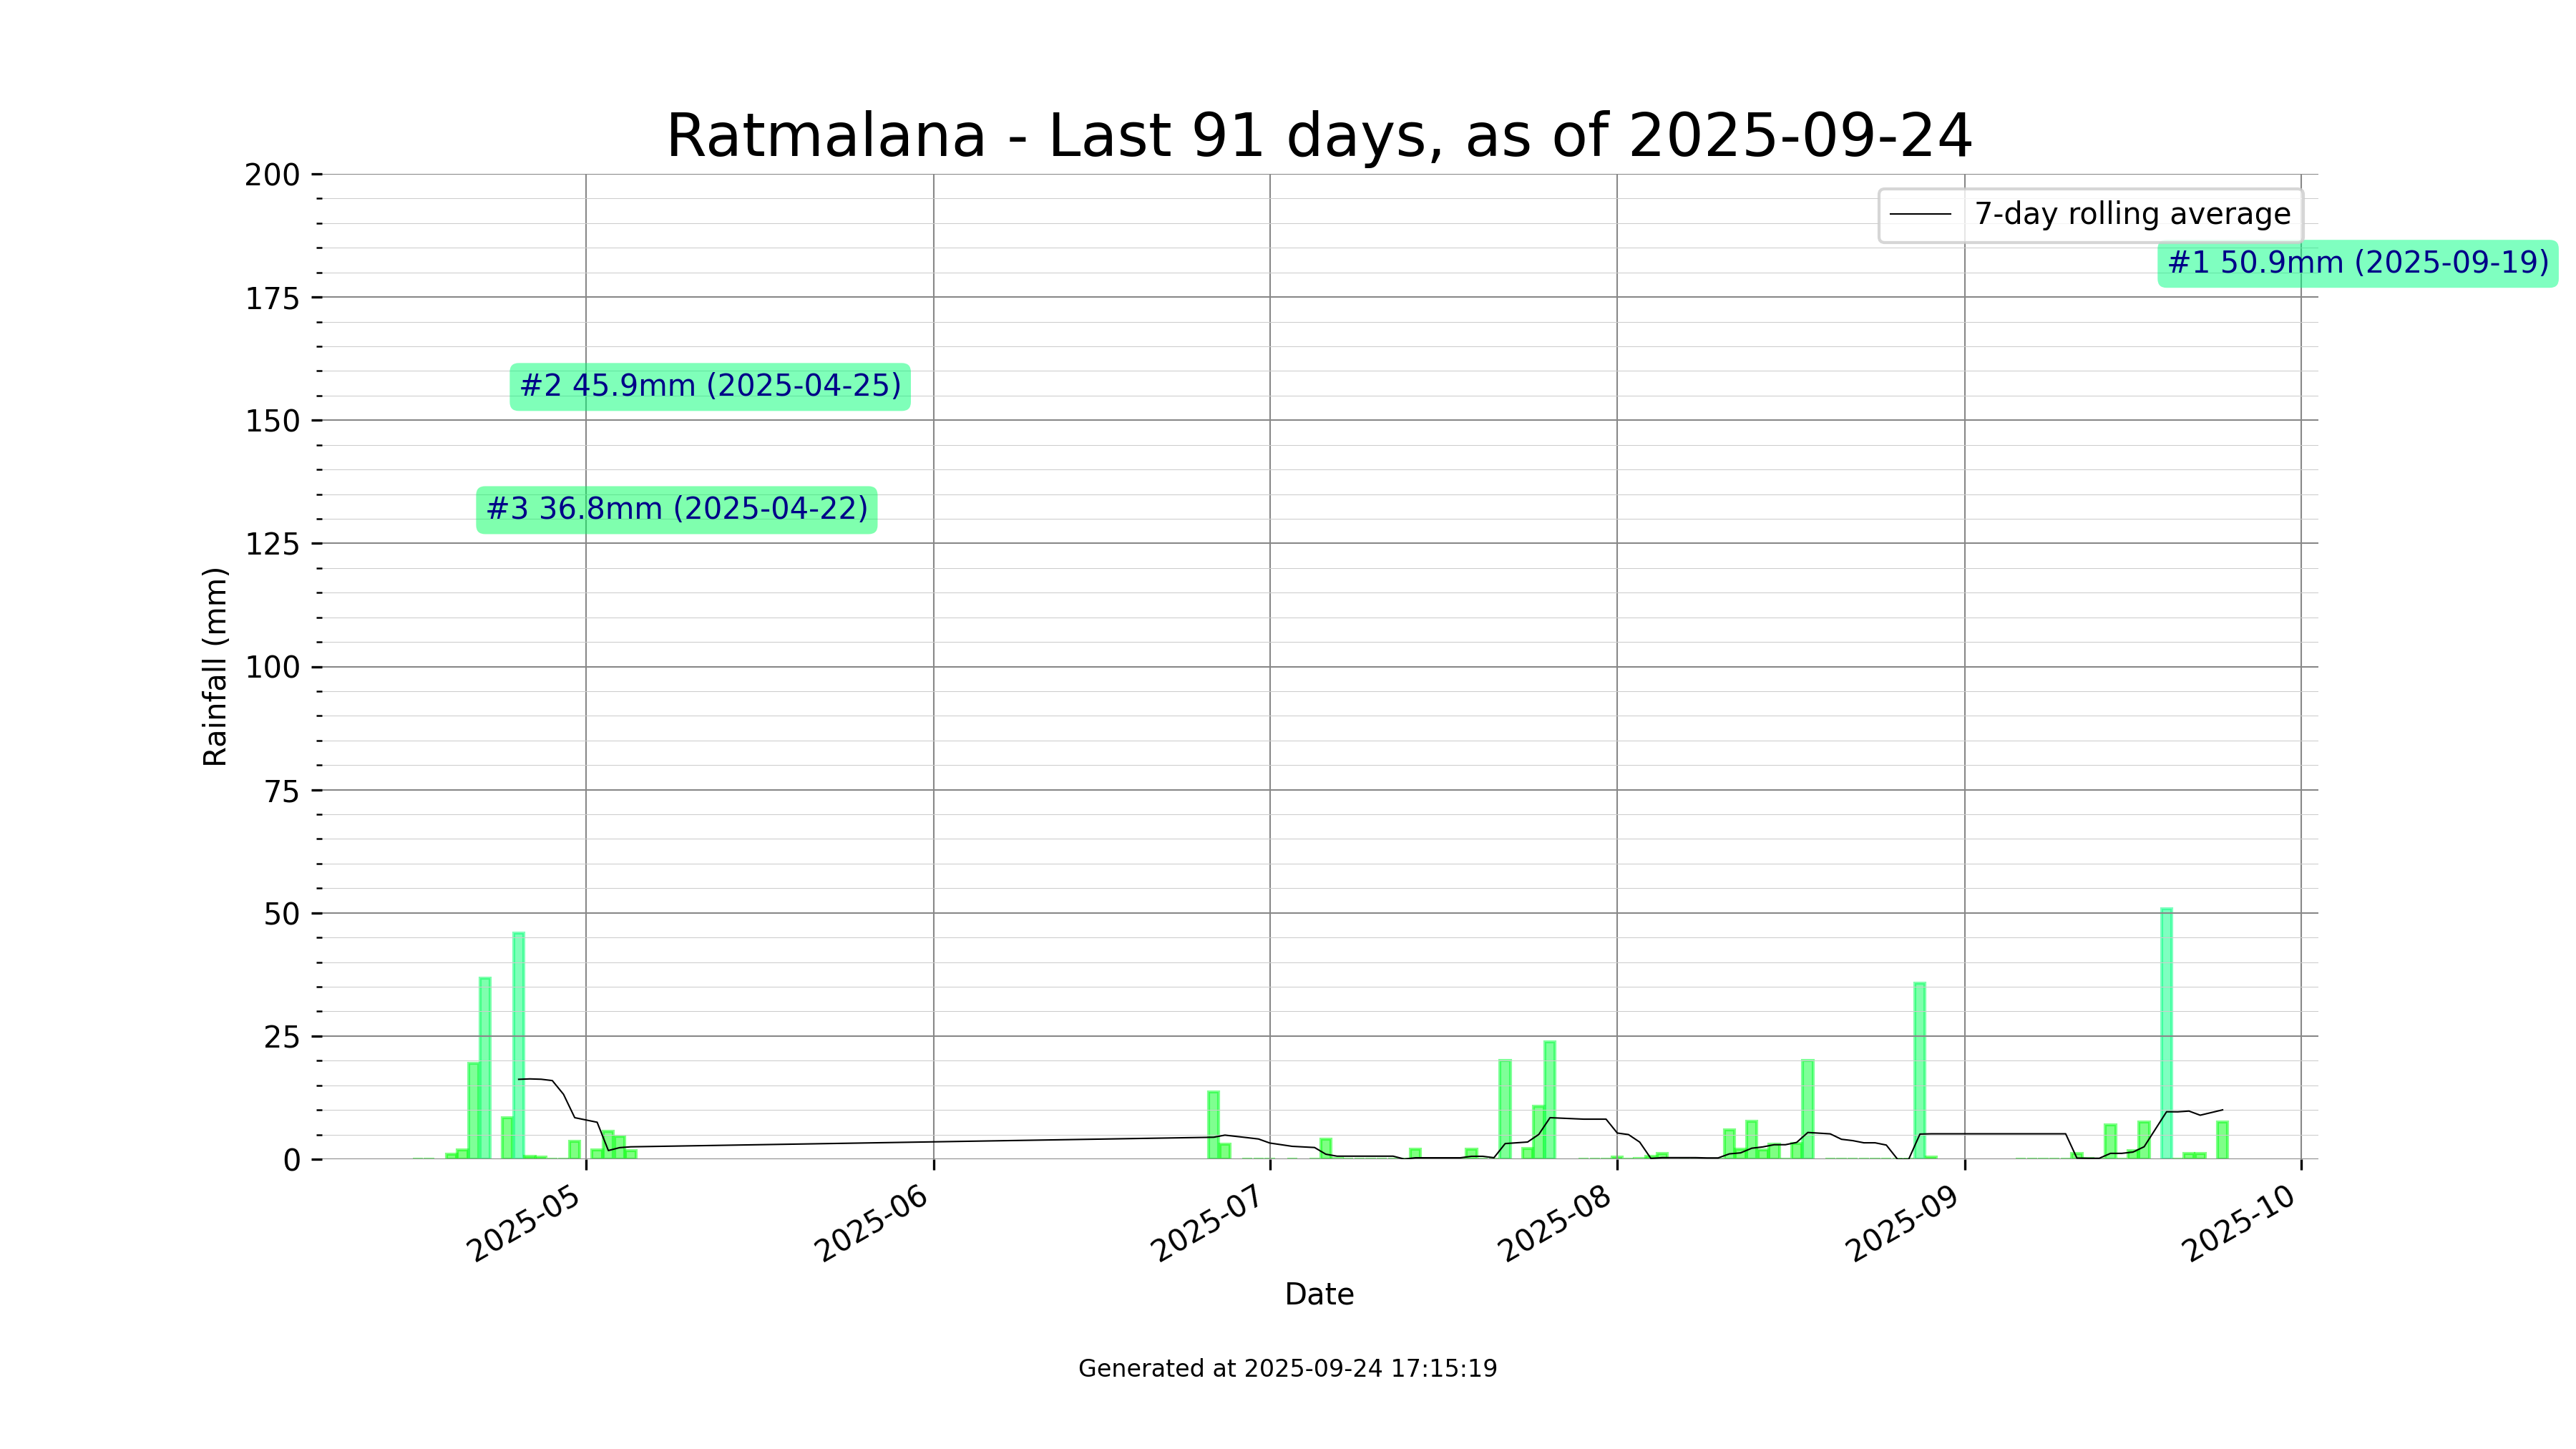 Ratmalana - Last 91 days, as of 2025-09-24
7-day rolling average
#1 50.9mm (2025-09-19)
#2 45.9mm (2025-04-25)
#3 36.8mm (2025-04-22)
Rainfall (mm)
200
175
150
125
100
75
50
25
0
2025-05
2025-06
2025-07
2025-08
2025-09
2025-10
Date
Generated at 2025-09-24 17:15:19